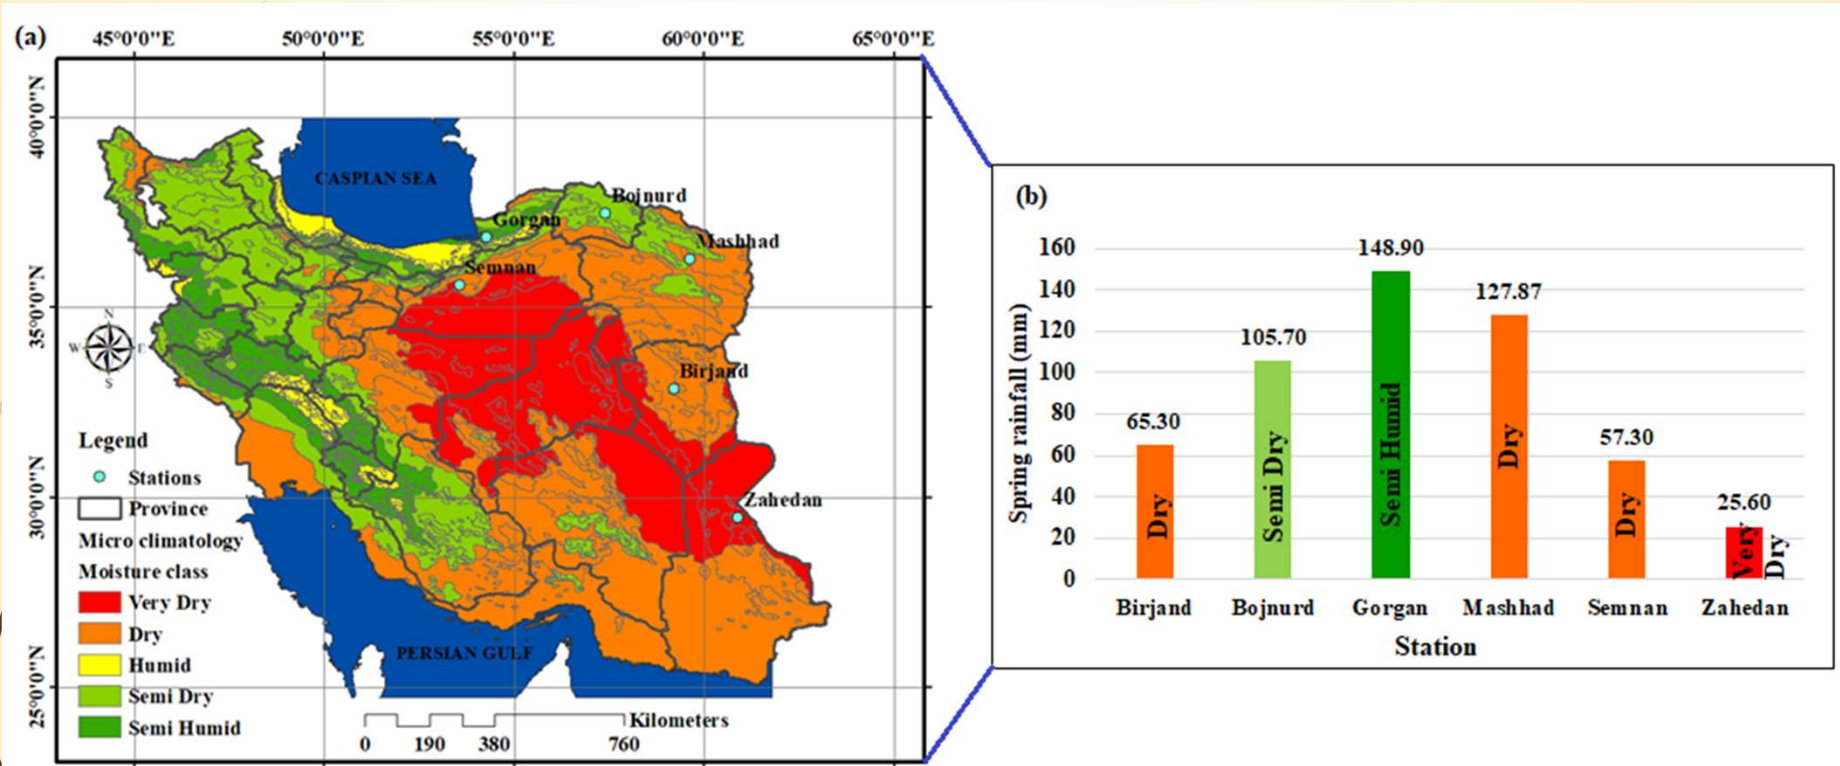 (a)
45°0'0"E 50°0'0"E 55°0'0"E 60°0'0"E 65°0'0"E
40°0'0"N
35°0'0"N
30°0'0"N
25°0'0"N
CASPIAN SEA
Bojnurd
Gorgan
Mashhad
Semnan
Birjand
Zahedan
PERSIAN GULF
N
W E
S
Legend
Stations
Province
Micro climatology
Moisture class
Very Dry
Dry
Humid
Semi Dry
Semi Humid
Kilometers
0 190 380 760
(b)
Spring rainfall (mm)
160
140
120
100
80
60
40
20
0
65.30
105.70
148.90
127.87
57.30
25.60
Dry
Semi Dry
Semi Humid
Dry
Dry
Very
Dry
Birjand Bojnurd Gorgan Mashhad Semnan Zahedan
Station